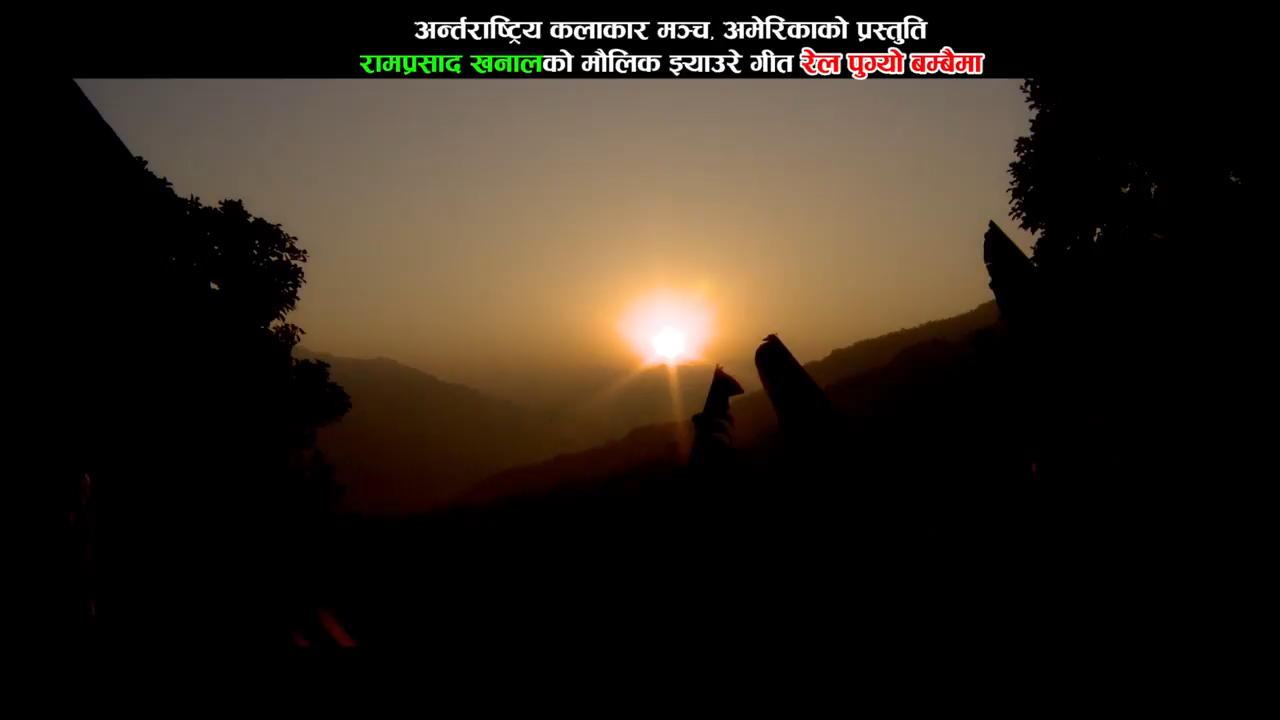 अर्न्तराष्ट्रिय कलाकार मञ्च, अमेरिकाको प्रस्तुति
रामप्रसाद खनालको मौलिक झ्याउरे गीत रेल पुग्यो बम्बैमा